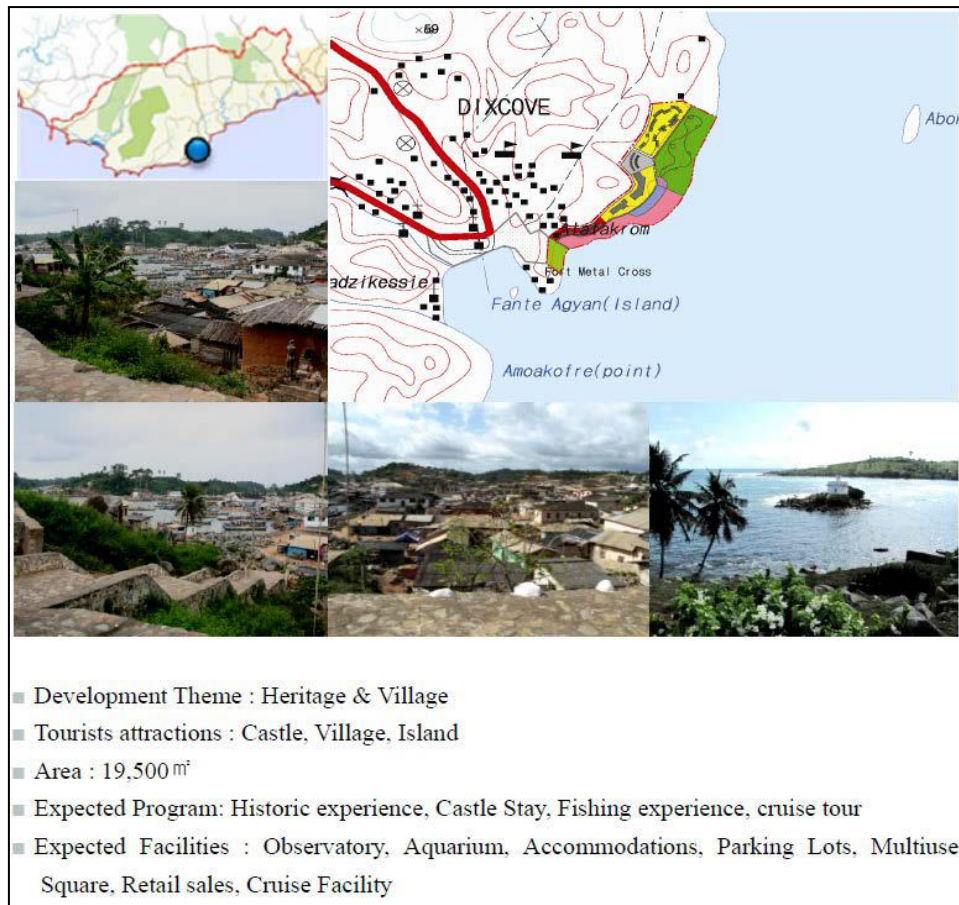 59
DIXCOVE
Abor
Atatakrom
adzikessie
Fort Metal Cross
Fante Agyan(Island)
Amoakofre(point)
Development Theme : Heritage & Village
Tourists attractions : Castle, Village, Island
Area : 19,500㎡
Expected Program: Historic experience, Castle Stay, Fishing experience, cruise tour
Expected Facilities : Observatory, Aquarium, Accommodations, Parking Lots, Multiuse
Square, Retail sales, Cruise Facility